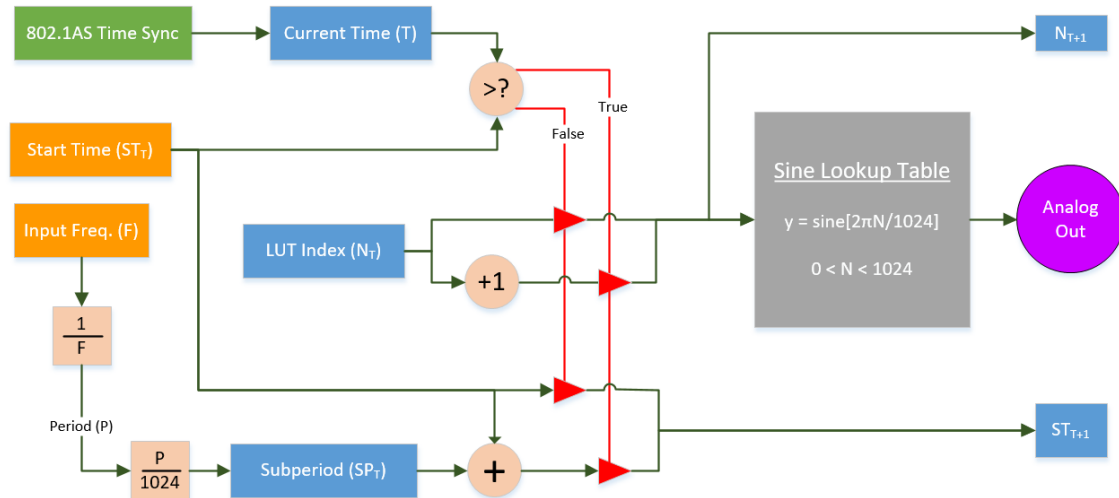 802.1AS Time Sync
Current Time (T)
N_T+1
>?
True
False
Start Time (ST_T)
Sine Lookup Table
y = sine[2πN/1024]
0 < N < 1024
Analog
Out
Input Freq. (F)
LUT Index (N_T)
+1
1
F
Period (P)
P
1024
Subperiod (SP_T)
+
ST_T+1